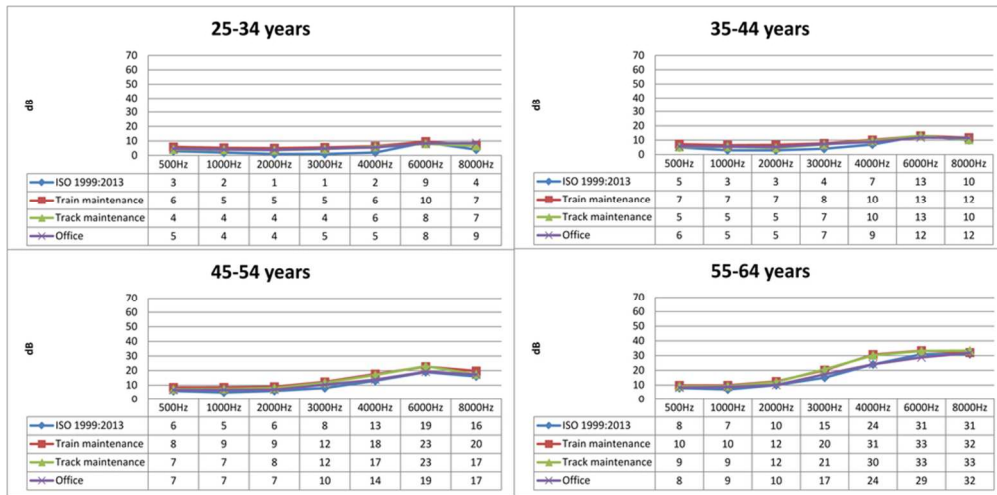 25-34 years
70
60
50
40
30
20
10
0
dB
500Hz 1000Hz 2000Hz 3000Hz 4000Hz 6000Hz 8000Hz
ISO 1999:2013 3 2 1 1 2 9 4
Train maintenance 6 5 5 5 6 10 7
Track maintenance 4 4 4 4 6 8 7
Office 5 4 4 5 5 8 9
35-44 years
70
60
50
40
30
20
10
0
dB
500Hz 1000Hz 2000Hz 3000Hz 4000Hz 6000Hz 8000Hz
ISO 1999:2013 5 3 3 4 7 13 10
Train maintenance 7 7 7 8 10 13 12
Track maintenance 5 5 5 7 10 13 10
Office 6 5 5 7 9 12 12
45-54 years
70
60
50
40
30
20
10
0
dB
500Hz 1000Hz 2000Hz 3000Hz 4000Hz 6000Hz 8000Hz
ISO 1999:2013 6 5 6 8 13 19 16
Train maintenance 8 9 9 12 18 23 20
Track maintenance 7 7 8 12 17 23 17
Office 7 7 7 10 14 19 17
55-64 years
70
60
50
40
30
20
10
0
dB
500Hz 1000Hz 2000Hz 3000Hz 4000Hz 6000Hz 8000Hz
ISO 1999:2013 8 7 10 15 24 31 31
Train maintenance 10 10 12 20 31 33 32
Track maintenance 9 9 12 21 30 33 33
Office 8 9 10 17 24 29 32